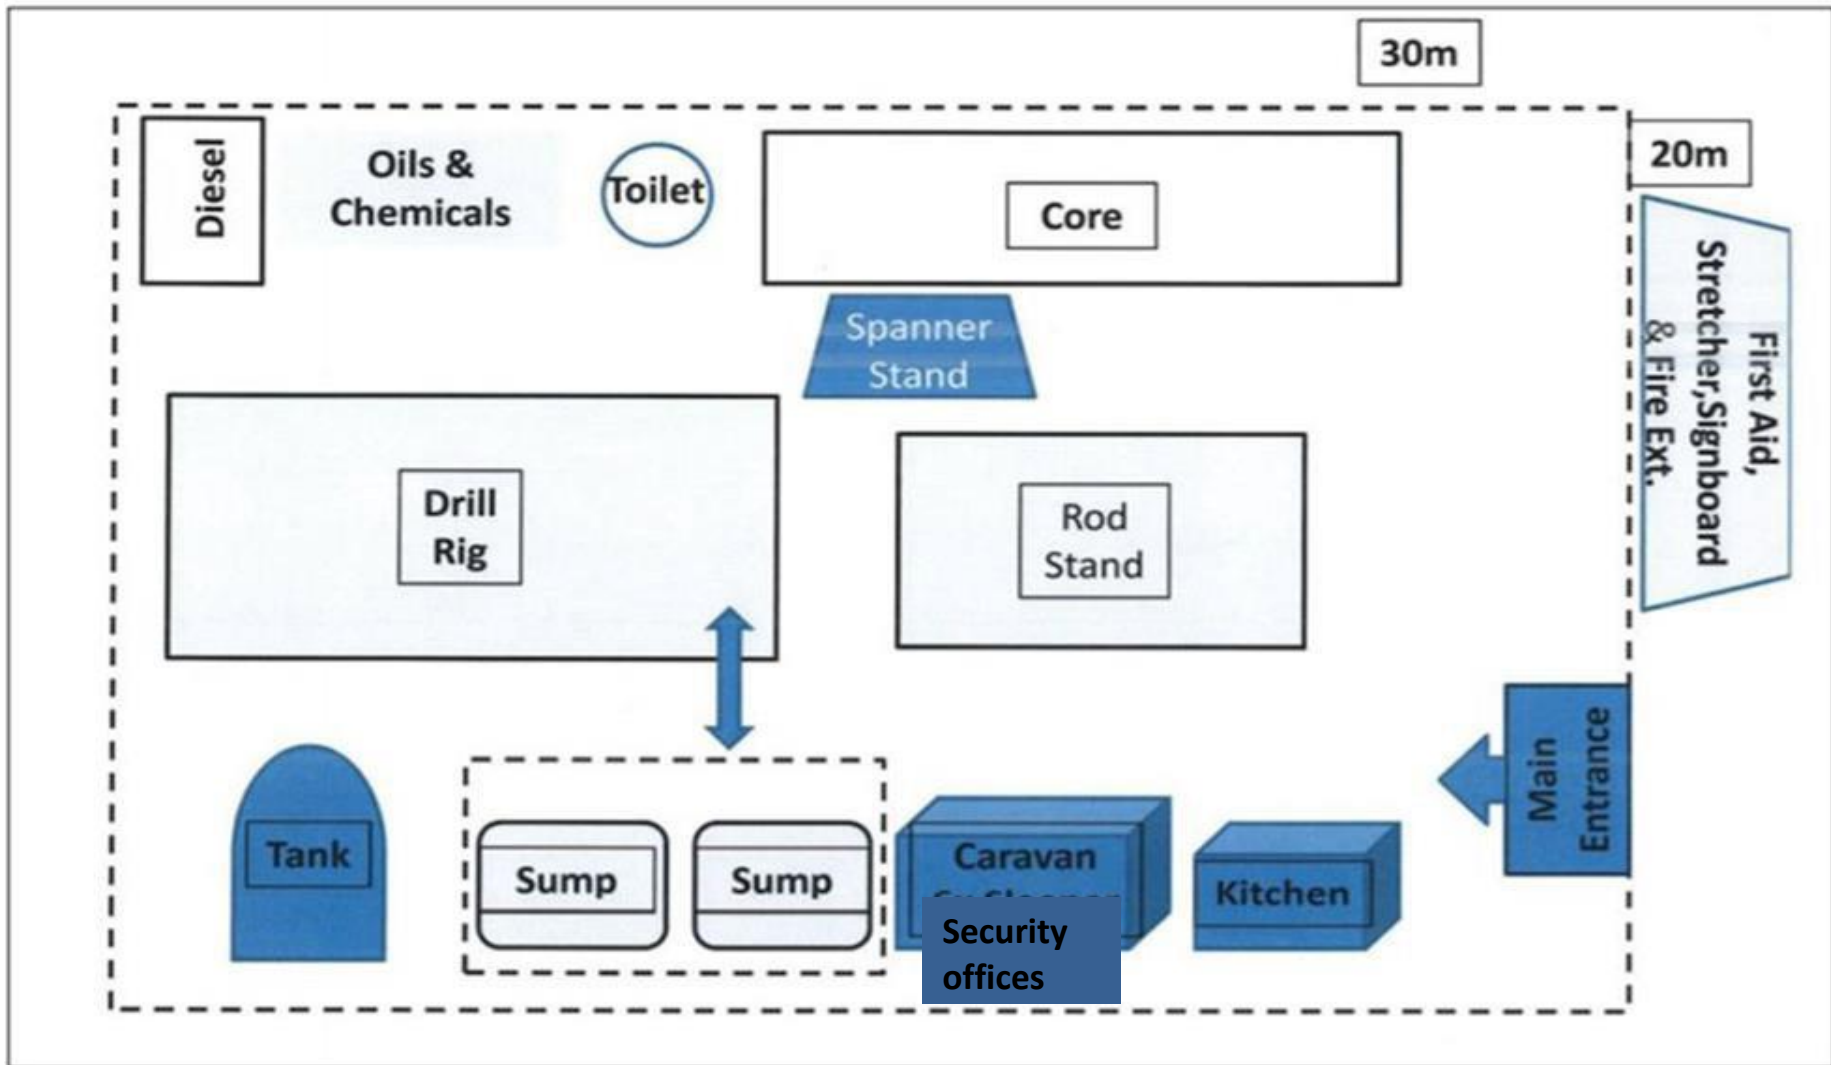 30m
20m
Diesel
Oils &
Chemicals
Toilet
Core
First Aid,
Stretcher,Signboard
& Fire Ext.
Spanner
Stand
Drill
Rig
Rod
Stand
Main
Entrance
Tank
Sump
Sump
Caravan
Security
offices
Kitchen